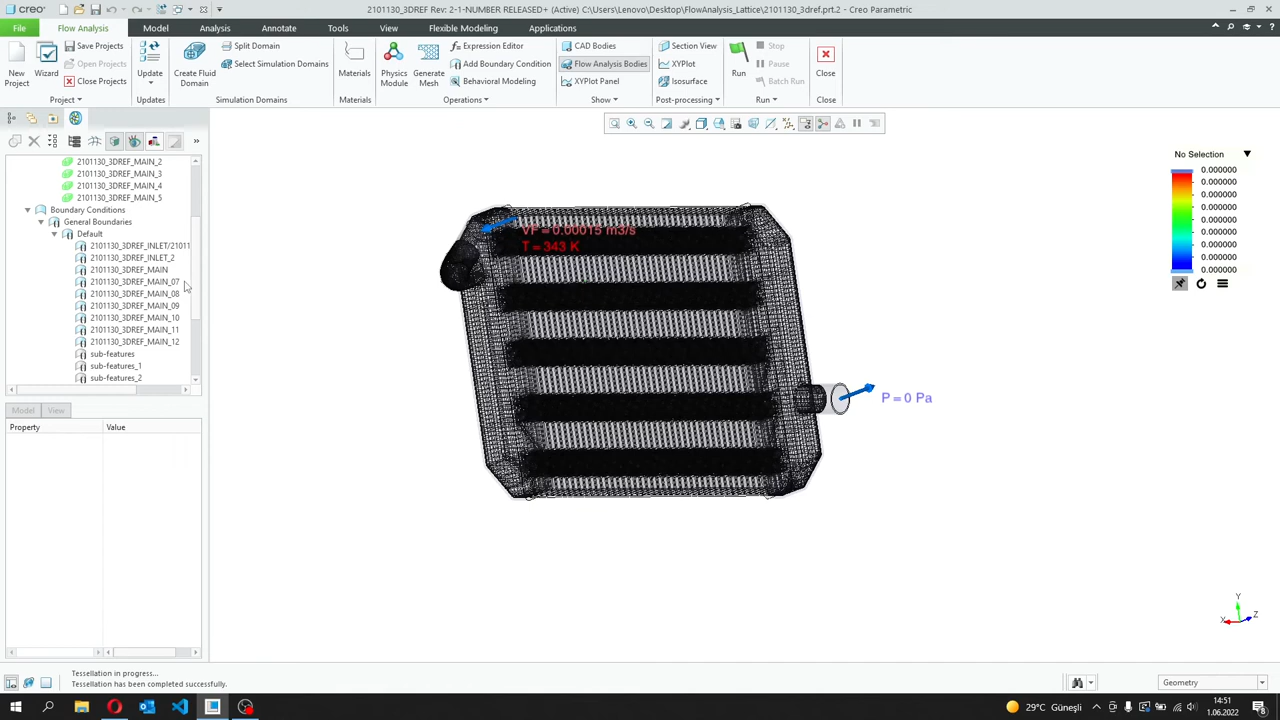 creo
2101130_3DREF Rev: 2-1-NUMBER RELEASED+ (Active) C:\Users\Lenovo\Desktop\FlowAnalysis_Lattice\2101130_3dref.prt.2 - Creo Parametric
File
Flow Analysis
Model
Analysis
Annotate
Tools
View
Flexible Modeling
Applications
New Project
Wizard
Save Projects
Open Projects
Close Projects
Update
Create Fluid Domain
Split Domain
Select Simulation Domains
Materials
Physics Module
Generate Mesh
Expression Editor
Add Boundary Condition
Behavioral Modeling
CAD Bodies
Flow Analysis Bodies
XYPlot Panel
Section View
XYPlot
Isosurface
Run
Stop
Pause
Batch Run
Close
Project
Updates
Simulation Domains
Materials
Operations
Show
Post-processing
Run
Close
2101130_3DREF_MAIN_2
2101130_3DREF_MAIN_3
2101130_3DREF_MAIN_4
2101130_3DREF_MAIN_5
Boundary Conditions
General Boundaries
Default
2101130_3DREF_INLET/21011
2101130_3DREF_INLET_2
2101130_3DREF_MAIN
2101130_3DREF_MAIN_07
2101130_3DREF_MAIN_08
2101130_3DREF_MAIN_09
2101130_3DREF_MAIN_10
2101130_3DREF_MAIN_11
2101130_3DREF_MAIN_12
sub-features
sub-features_1
sub-features_2
Model
View
Property
Value
VF = 0.00015 m3/s
T = 343 K
P = 0 Pa
No Selection
0.000000
0.000000
0.000000
0.000000
0.000000
0.000000
0.000000
0.000000
0.000000
Y
X
Z
Tessellation in progress...
Tessellation has been completed successfully.
Geometry
29°C Güneşli
14:51
1.06.2022
8